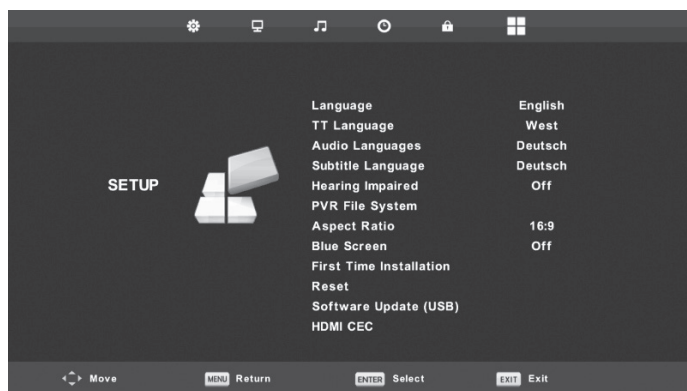 Language English
TT Language West
Audio Languages Deutsch
Subtitle Language Deutsch
SETUP
Hearing Impaired Off
PVR File System
Aspect Ratio 16:9
Blue Screen Off
First Time Installation
Reset
Software Update (USB)
HDMI CEC
Move MENU Return ENTER Select EXIT Exit